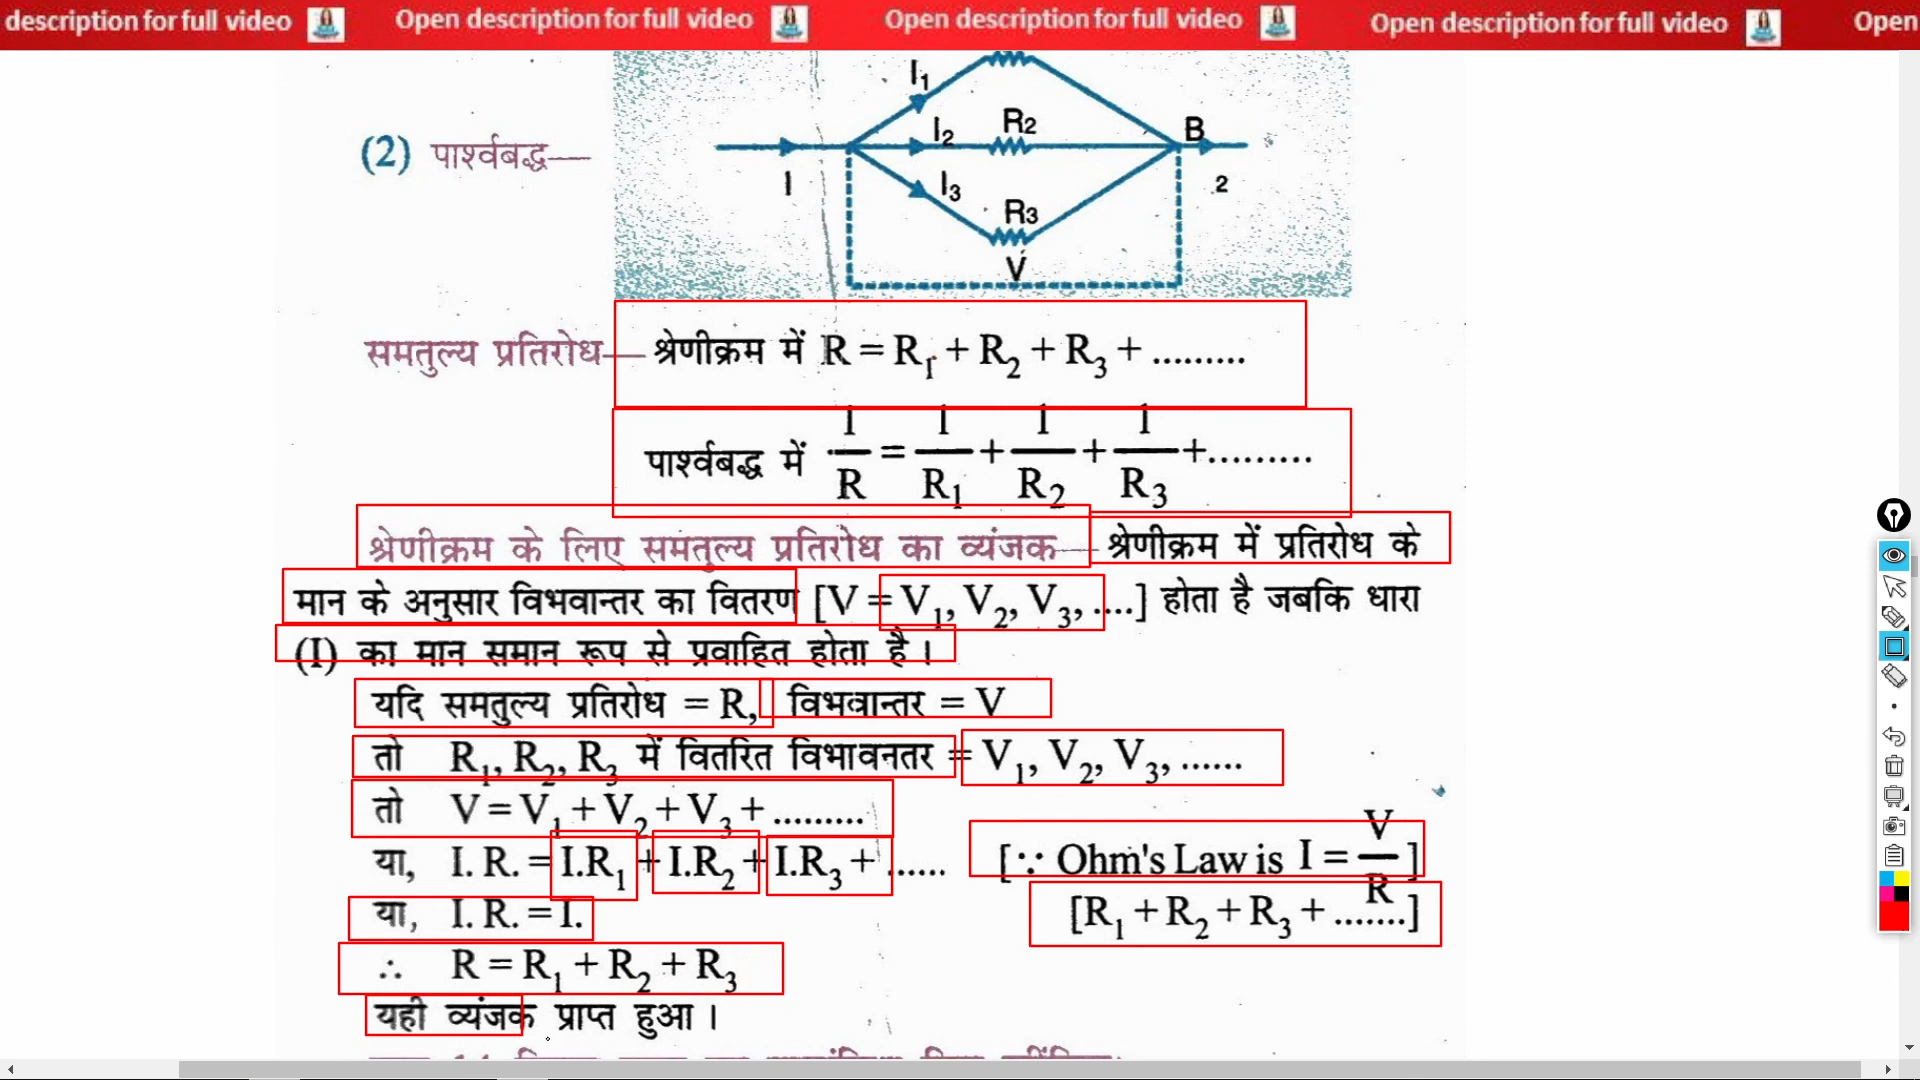 description for full video Open description for full video Open description for full video Open description for full video Open
I1
(2) पार्श्वबद्ध—
I2 R2 B
I I3 2
R3
V
समतुल्य प्रतिरोध— श्रेणीक्रम में R = R1 + R2 + R3 + .........
पार्श्वबद्ध में 1/R = 1/R1 + 1/R2 + 1/R3 + .........
श्रेणीक्रम के लिए समतुल्य प्रतिरोध का व्यंजक— श्रेणीक्रम में प्रतिरोध के
मान के अनुसार विभवान्तर का वितरण [V = V1, V2, V3, ....] होता है जबकि धारा
(I) का मान समान रूप से प्रवाहित होता है।
यदि समतुल्य प्रतिरोध = R, विभवान्तर = V
तो R1, R2, R3 में वितरित विभावनतर = V1, V2, V3, ......
तो V = V1 + V2 + V3 + .........
या, I. R. = I.R1 + I.R2 + I.R3 + ...... [∵ Ohm's Law is I = V/R]
या, I. R. = I. [R1 + R2 + R3 + .......]
∴ R = R1 + R2 + R3
यही व्यंजक प्राप्त हुआ।